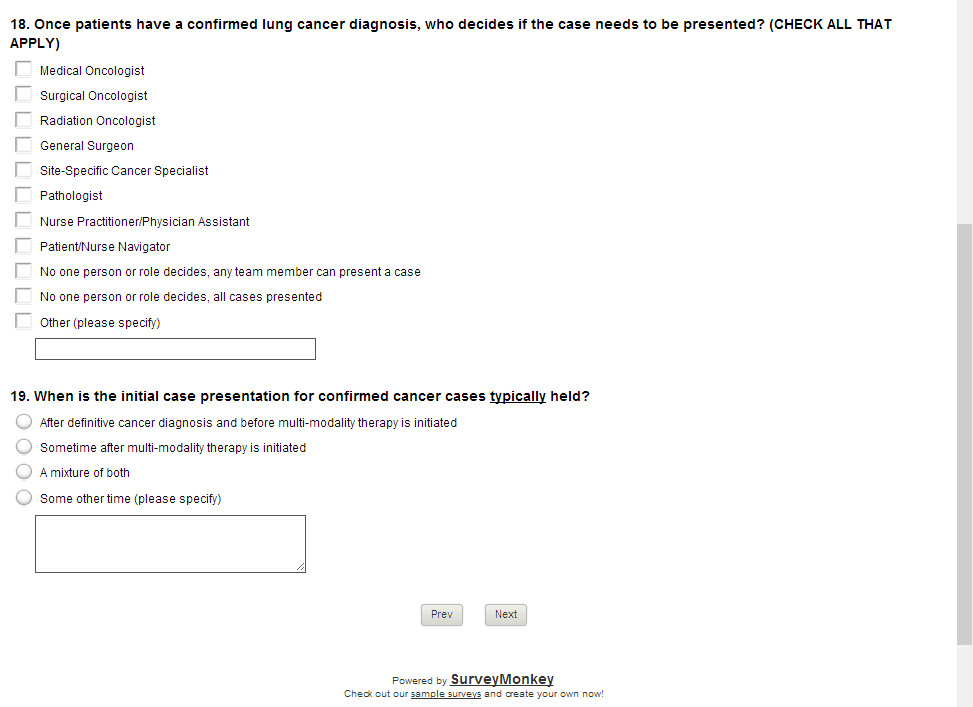 18. Once patients have a confirmed lung cancer diagnosis, who decides if the case needs to be presented? (CHECK ALL THAT
APPLY)
Medical Oncologist
Surgical Oncologist
Radiation Oncologist
General Surgeon
Site-Specific Cancer Specialist
Pathologist
Nurse Practitioner/Physician Assistant
Patient/Nurse Navigator
No one person or role decides, any team member can present a case
No one person or role decides, all cases presented
Other (please specify)
19. When is the initial case presentation for confirmed cancer cases typically held?
After definitive cancer diagnosis and before multi-modality therapy is initiated
Sometime after multi-modality therapy is initiated
A mixture of both
Some other time (please specify)
Prev Next
Powered by SurveyMonkey
Check out our sample surveys and create your own now!